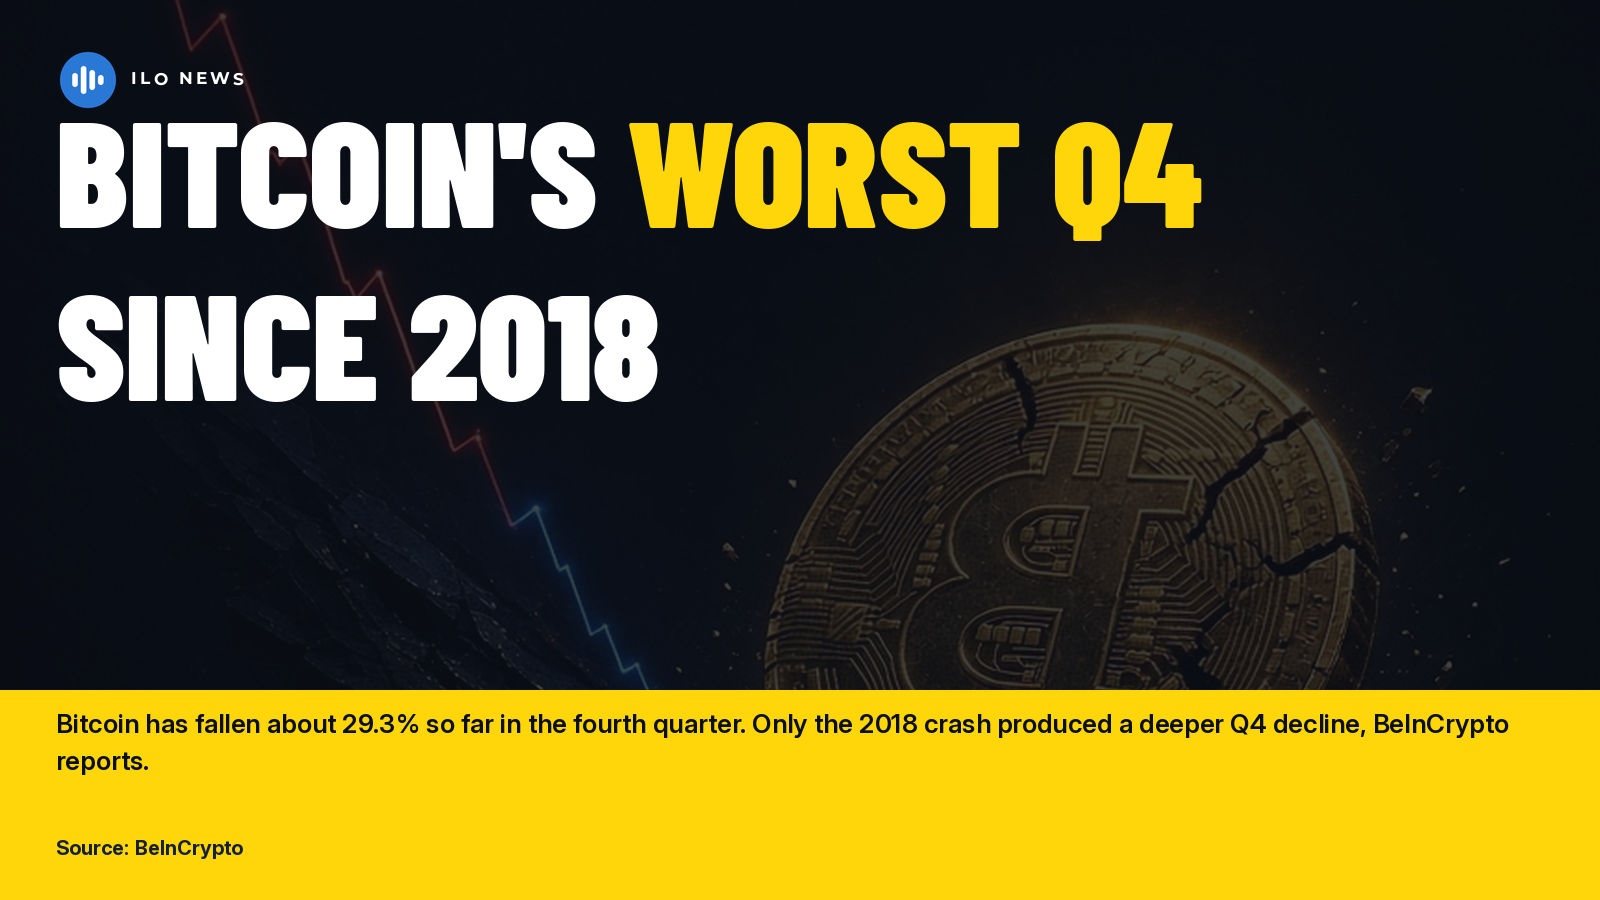 ILO NEWS
BITCOIN'S WORST Q4
SINCE 2018
Bitcoin has fallen about 29.3% so far in the fourth quarter. Only the 2018 crash produced a deeper Q4 decline, BeInCrypto
reports.
Source: BeInCrypto